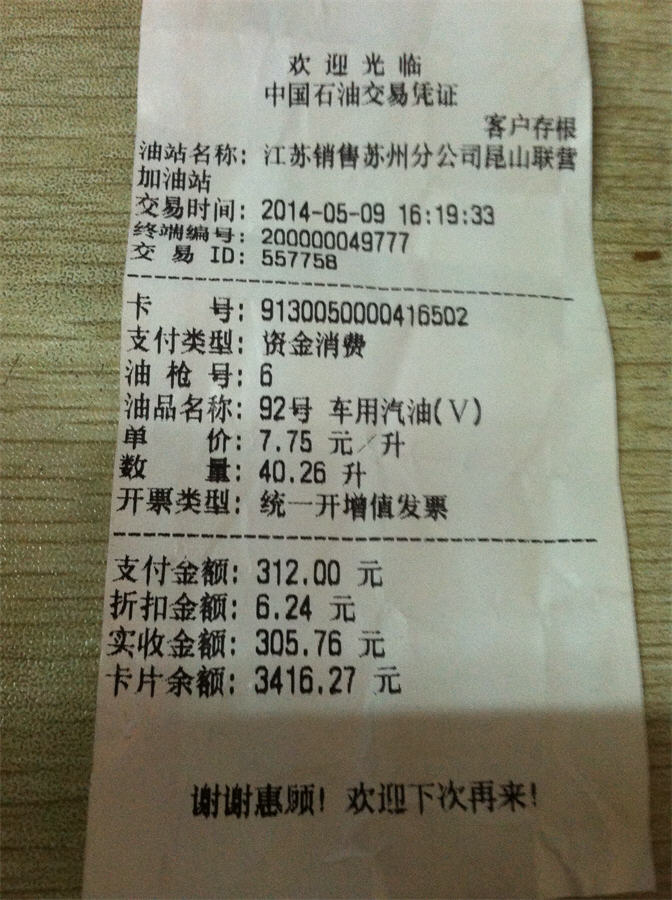 欢迎光临
中国石油交易凭证
客户存根
油站名称: 江苏销售苏州分公司昆山联营
加油站
交易时间: 2014-05-09 16:19:33
终端编号: 200000049777
交易ID: 557758
卡号: 9130050000416502
支付类型: 资金消费
油枪号: 6
油品名称: 92号 车用汽油(Ⅴ)
单价: 7.75 元/升
数量: 40.26 升
开票类型: 统一开增值发票
支付金额: 312.00 元
折扣金额: 6.24 元
实收金额: 305.76 元
卡片余额: 3416.27 元
谢谢惠顾! 欢迎下次再来!